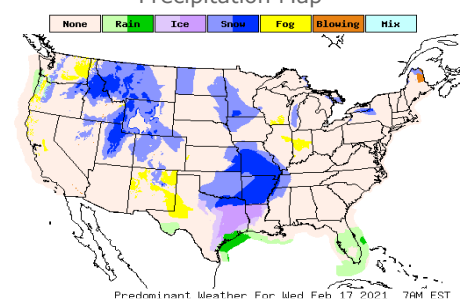 Precipitation Map
None Rain Ice Snow Fog Blowing Mix
Predominant Weather For Wed Feb 17 2021 7AM EST